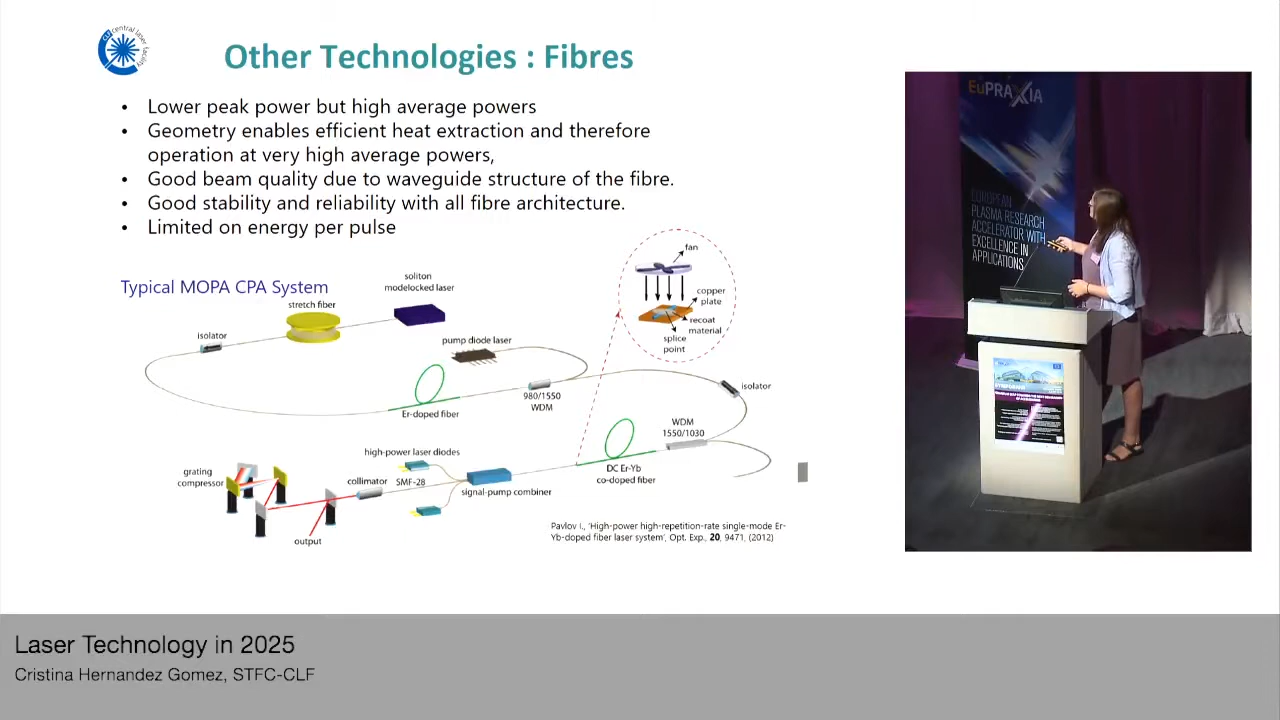 CLF central laser facility
Other Technologies : Fibres
• Lower peak power but high average powers
• Geometry enables efficient heat extraction and therefore
operation at very high average powers,
• Good beam quality due to waveguide structure of the fibre.
• Good stability and reliability with all fibre architecture.
• Limited on energy per pulse
Typical MOPA CPA System
stretch fiber
soliton
modelocked laser
isolator
pump diode laser
Er-doped fiber
980/1550
WDM
fan
copper
plate
recoat
material
splice
point
isolator
WDM
1550/1030
DC Er-Yb
co-doped fiber
high-power laser diodes
grating
compressor
collimator
SMF-28
signal-pump combiner
output
Pavlov I., 'High-power high-repetition-rate single-mode Er-
Yb-doped fiber laser system', Opt. Exp., 20, 9471, (2012)
EuPRAXIA
EUROPEAN
PLASMA RESEARCH
ACCELERATOR WITH
EXCELLENCE IN
APPLICATIONS
Laser Technology in 2025
Cristina Hernandez Gomez, STFC-CLF